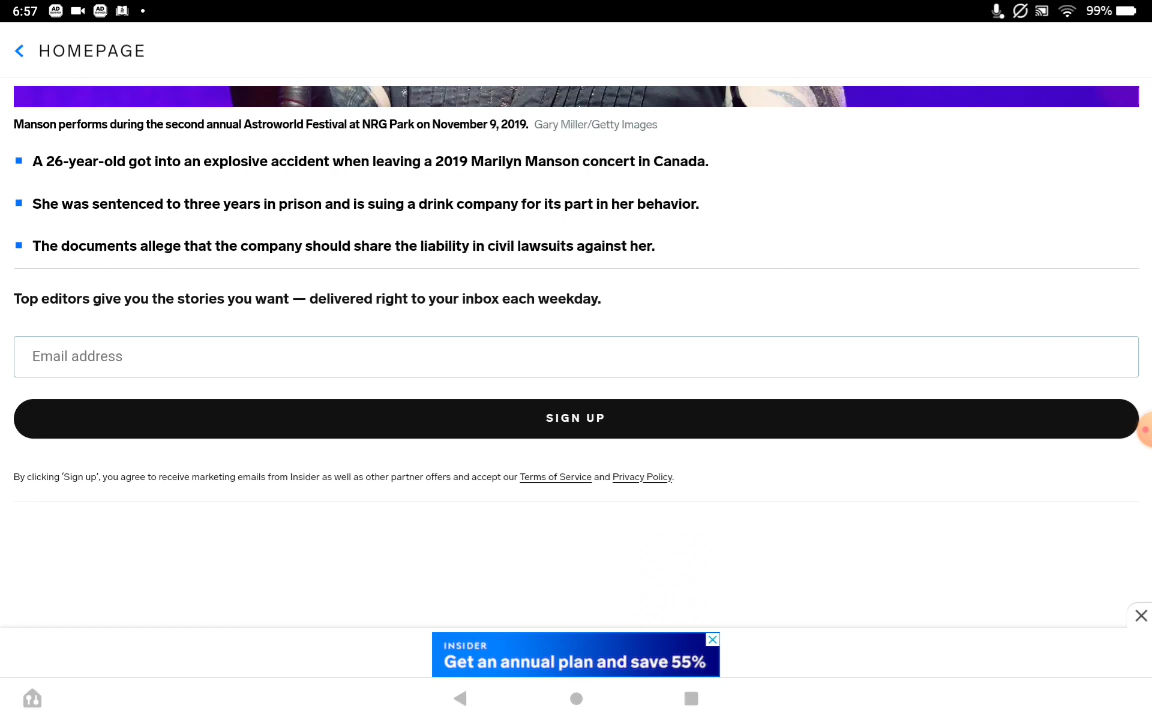 6:57
99%
HOMEPAGE
Manson performs during the second annual Astroworld Festival at NRG Park on November 9, 2019. Gary Miller/Getty Images
A 26-year-old got into an explosive accident when leaving a 2019 Marilyn Manson concert in Canada.
She was sentenced to three years in prison and is suing a drink company for its part in her behavior.
The documents allege that the company should share the liability in civil lawsuits against her.
Top editors give you the stories you want — delivered right to your inbox each weekday.
Email address
SIGN UP
By clicking 'Sign up', you agree to receive marketing emails from Insider as well as other partner offers and accept our Terms of Service and Privacy Policy.
INSIDER
Get an annual plan and save 55%